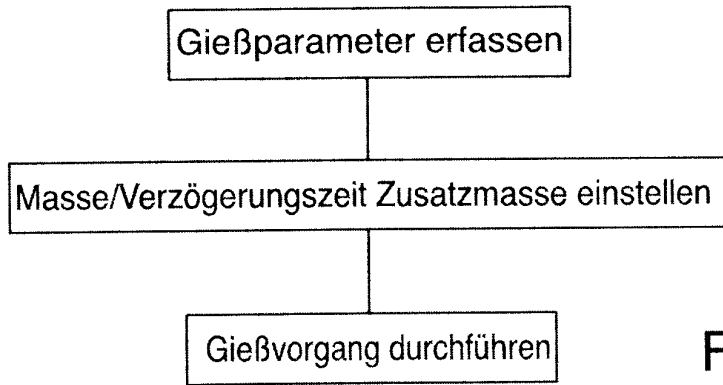 Gießparameter erfassen
Masse/Verzögerungszeit Zusatzmasse einstellen
Gießvorgang durchführen